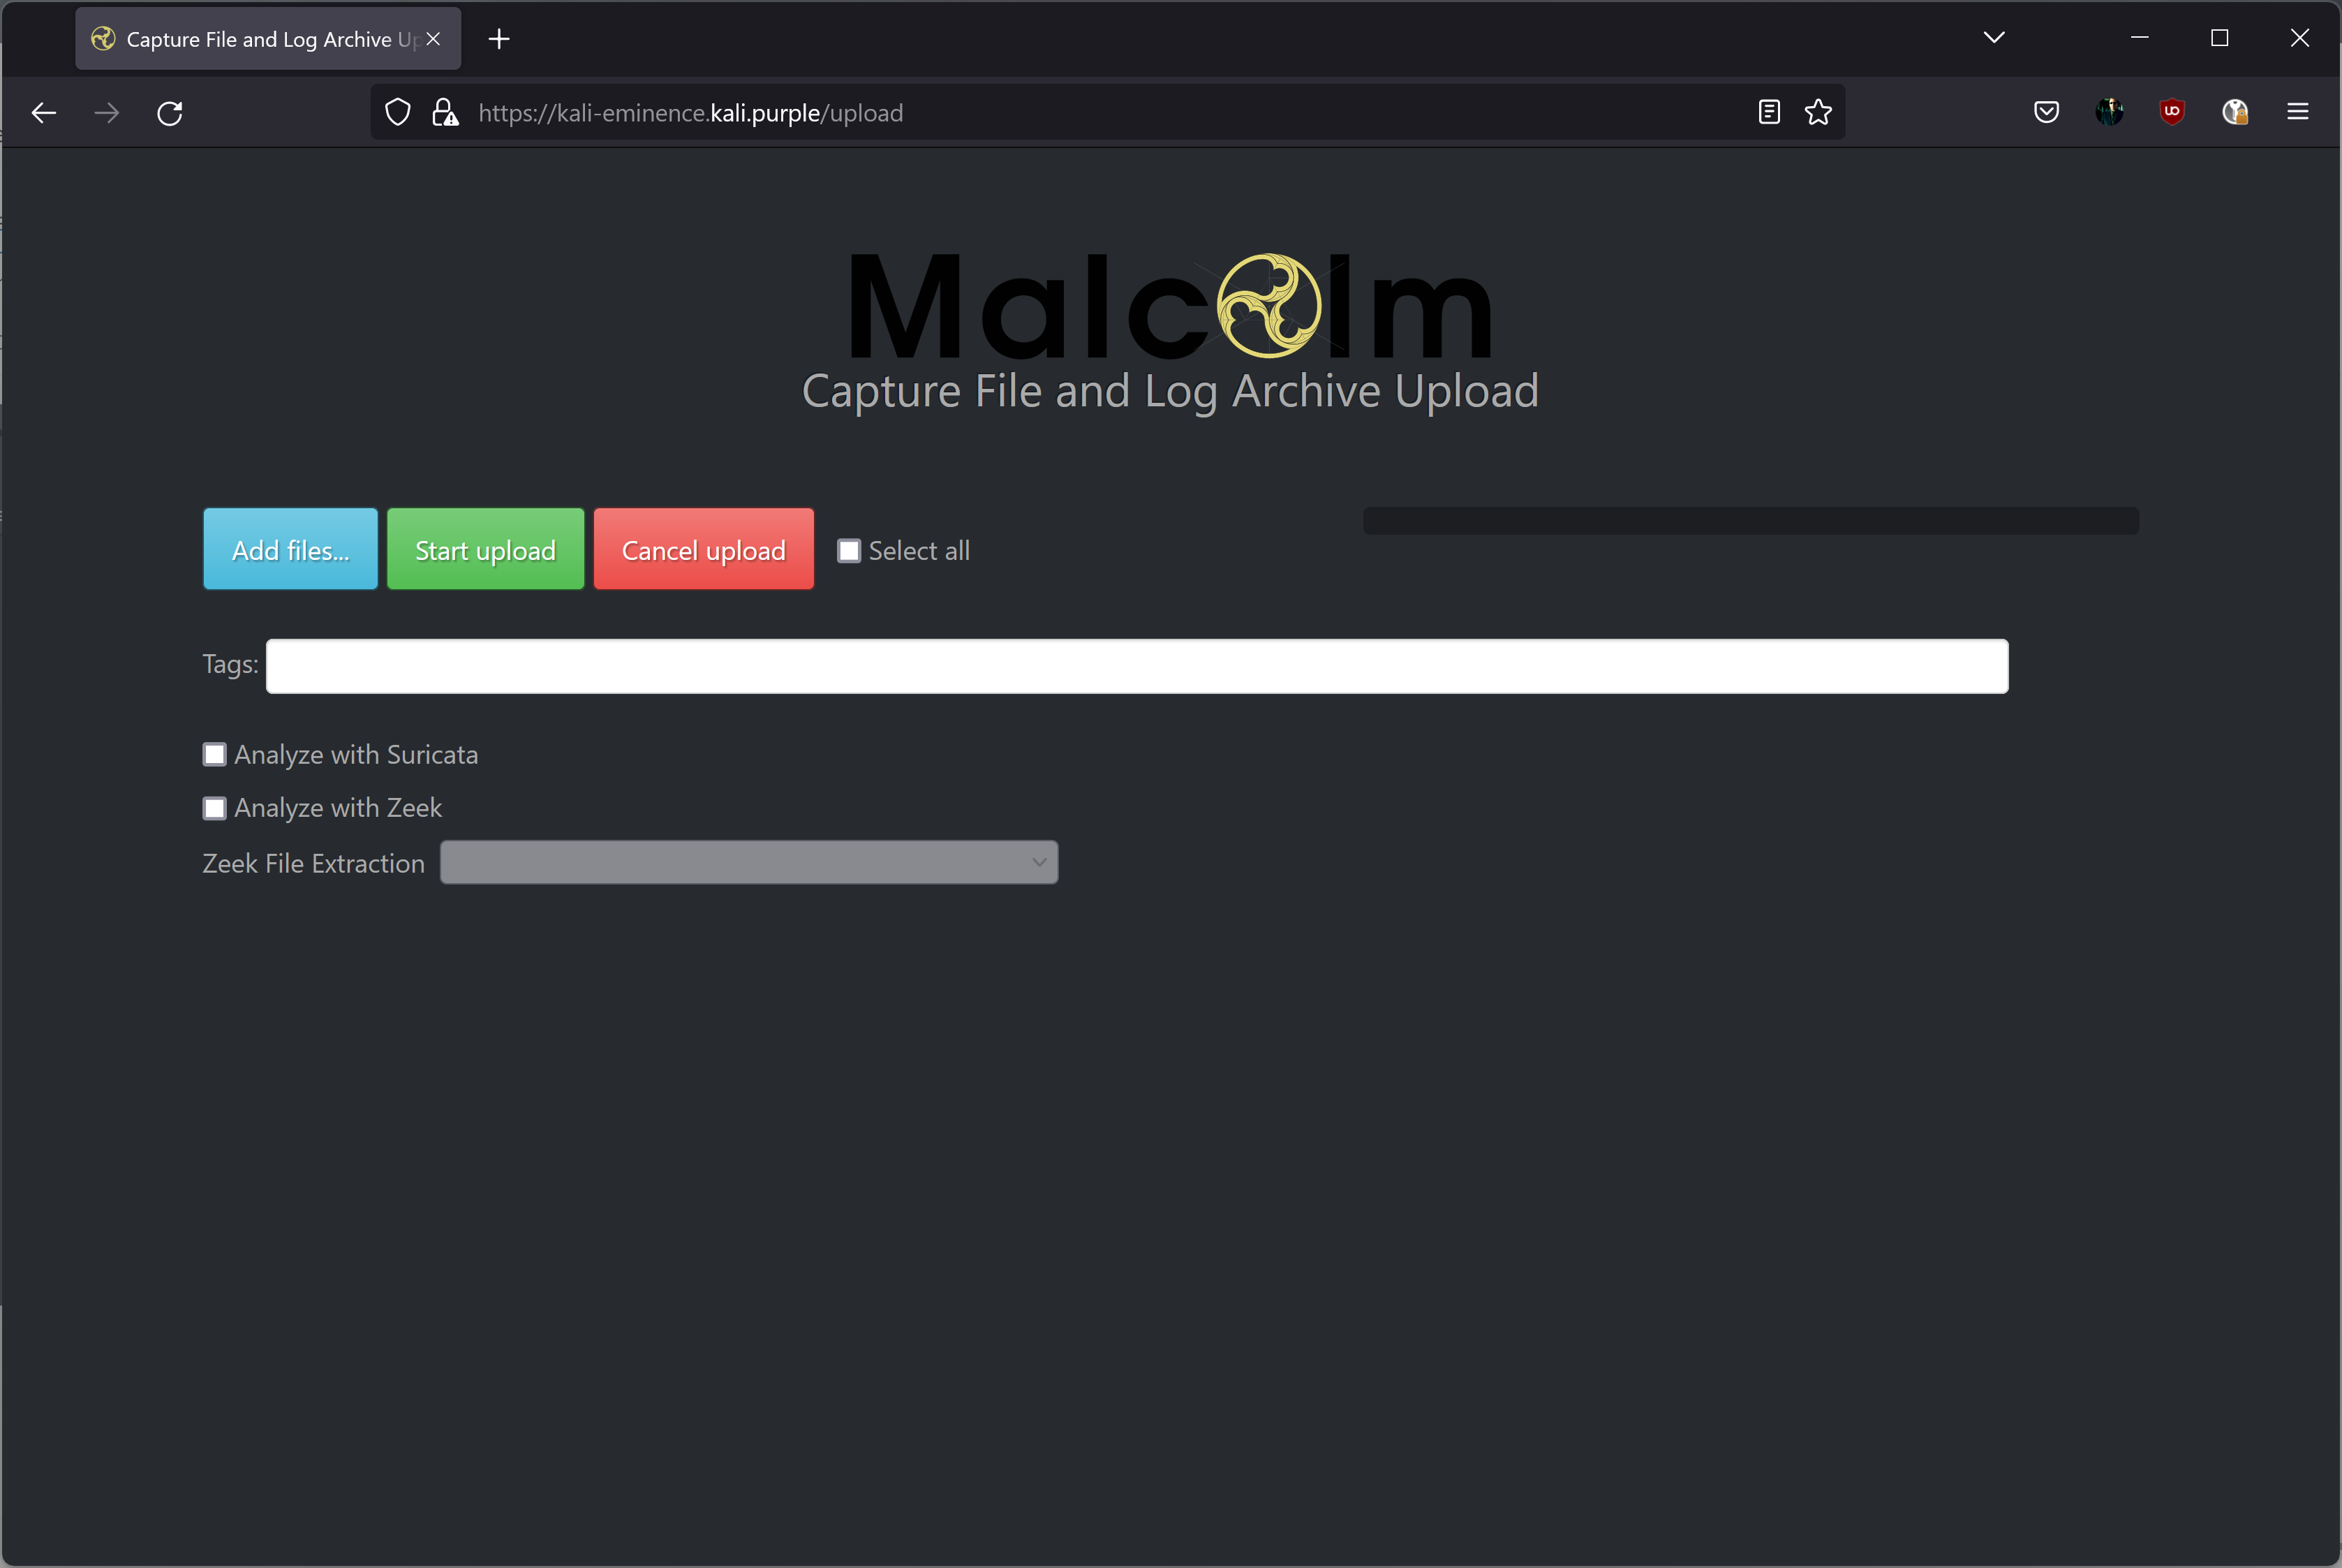 Capture File and Log Archive Up
https://kali-eminence.kali.purple/upload
Malcolm
Capture File and Log Archive Upload
Add files...
Start upload
Cancel upload
Select all
Tags:
Analyze with Suricata
Analyze with Zeek
Zeek File Extraction